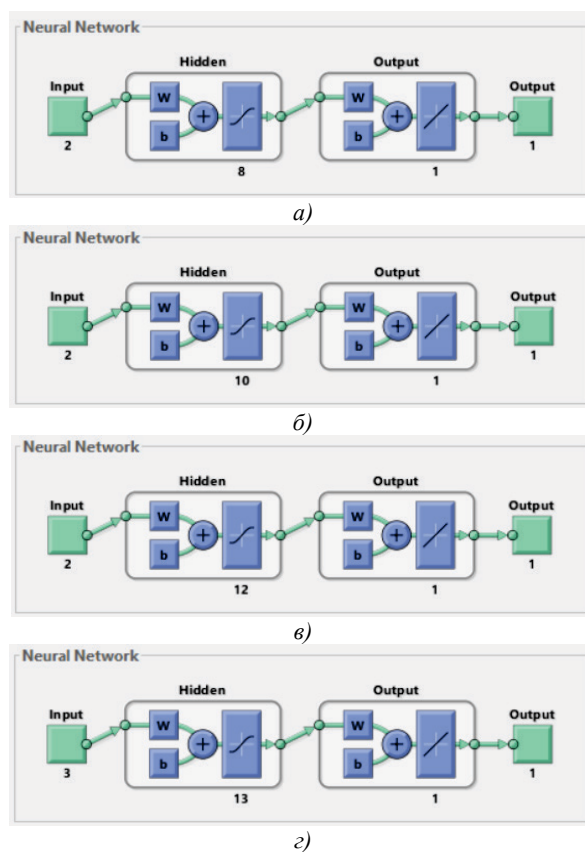 Neural Network
Hidden Output
Input Output
W W
b b
2 1
8 1
а)
Neural Network
Hidden Output
Input Output
W W
b b
2 1
10 1
б)
Neural Network
Hidden Output
Input Output
W W
b b
2 1
12 1
в)
Neural Network
Hidden Output
Input Output
W W
b b
3 1
13 1
г)